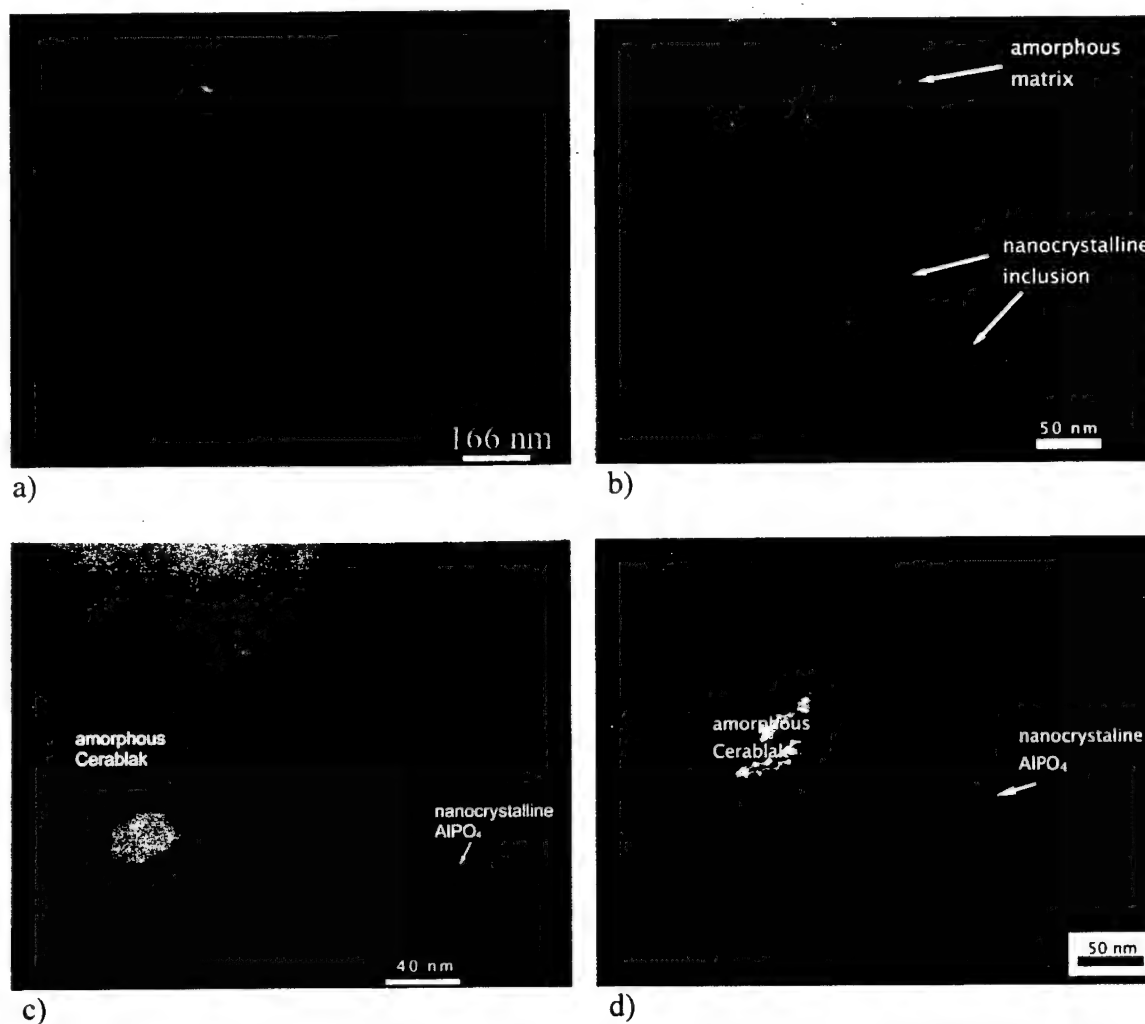 amorphous
matrix
nanocrystalline
inclusion
166 nm
50 nm
a)
b)
amorphous
Cerablak
nanocrystalline
AlPO₄
40 nm
amorphous
Cerablak
nanocrystaline
AlPO₄
50 nm
c)
d)